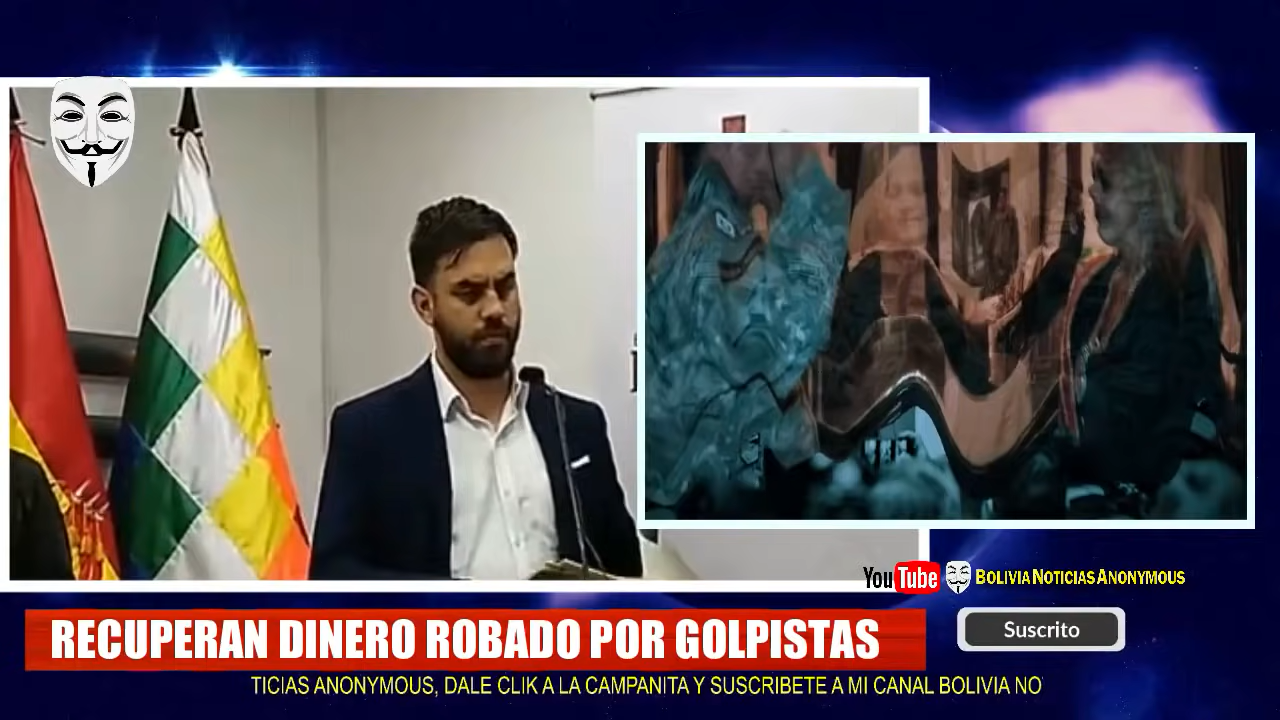 YouTube BOLIVIA NOTICIAS ANONYMOUS
RECUPERAN DINERO ROBADO POR GOLPISTAS
Suscrito
TICIAS ANONYMOUS, DALE CLIK A LA CAMPANITA Y SUSCRIBETE A MI CANAL BOLIVIA NO